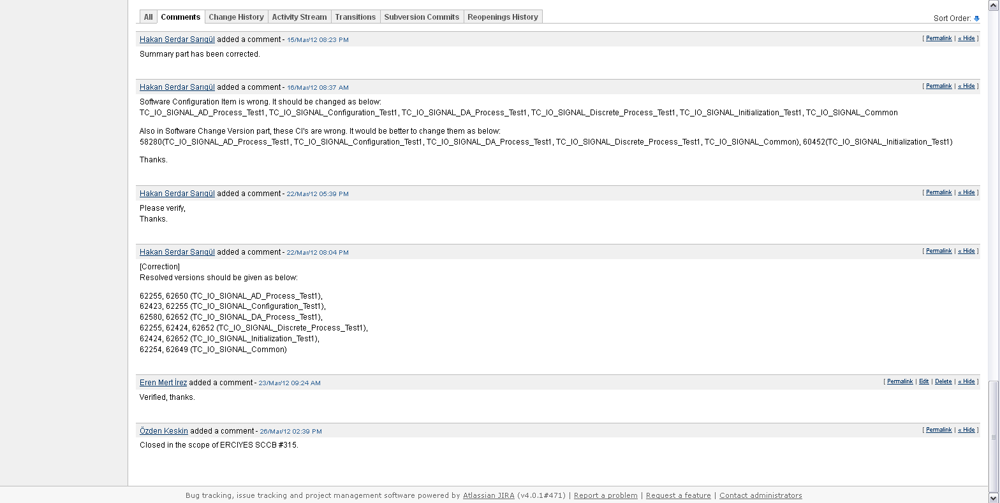 All Comments Change History Activity Stream Transitions Subversion Commits Reopenings History
Sort Order:
Hakan Serdar Sarıgül added a comment - 15/Mar/12 08:23 PM [ Permalink | « Hide ]
Summary part has been corrected.
Hakan Serdar Sarıgül added a comment - 16/Mar/12 08:37 AM [ Permalink | « Hide ]
Software Configuration Item is wrong. It should be changed as below:
TC_IO_SIGNAL_AD_Process_Test1, TC_IO_SIGNAL_Configuration_Test1, TC_IO_SIGNAL_DA_Process_Test1, TC_IO_SIGNAL_Discrete_Process_Test1, TC_IO_SIGNAL_Initialization_Test1, TC_IO_SIGNAL_Common
Also in Software Change Version part, these CI's are wrong. It would be better to change them as below:
58280(TC_IO_SIGNAL_AD_Process_Test1, TC_IO_SIGNAL_Configuration_Test1, TC_IO_SIGNAL_DA_Process_Test1, TC_IO_SIGNAL_Discrete_Process_Test1, TC_IO_SIGNAL_Common), 60452(TC_IO_SIGNAL_Initialization_Test1)
Thanks.
Hakan Serdar Sarıgül added a comment - 22/Mar/12 05:39 PM [ Permalink | « Hide ]
Please verify,
Thanks.
Hakan Serdar Sarıgül added a comment - 22/Mar/12 08:04 PM [ Permalink | « Hide ]
[Correction]
Resolved versions should be given as below:
62255, 62650 (TC_IO_SIGNAL_AD_Process_Test1),
62423, 62255 (TC_IO_SIGNAL_Configuration_Test1),
62580, 62652 (TC_IO_SIGNAL_DA_Process_Test1),
62255, 62424, 62652 (TC_IO_SIGNAL_Discrete_Process_Test1),
62424, 62652 (TC_IO_SIGNAL_Initialization_Test1),
62254, 62649 (TC_IO_SIGNAL_Common)
Eren Mert İrez added a comment - 23/Mar/12 09:24 AM [ Permalink | Edit | Delete | « Hide ]
Verified, thanks.
Özden Keskin added a comment - 26/Mar/12 02:39 PM [ Permalink | « Hide ]
Closed in the scope of ERCIYES SCCB #315.
Bug tracking, issue tracking and project management software powered by Atlassian JIRA (v4.0.1#471) | Report a problem | Request a feature | Contact administrators